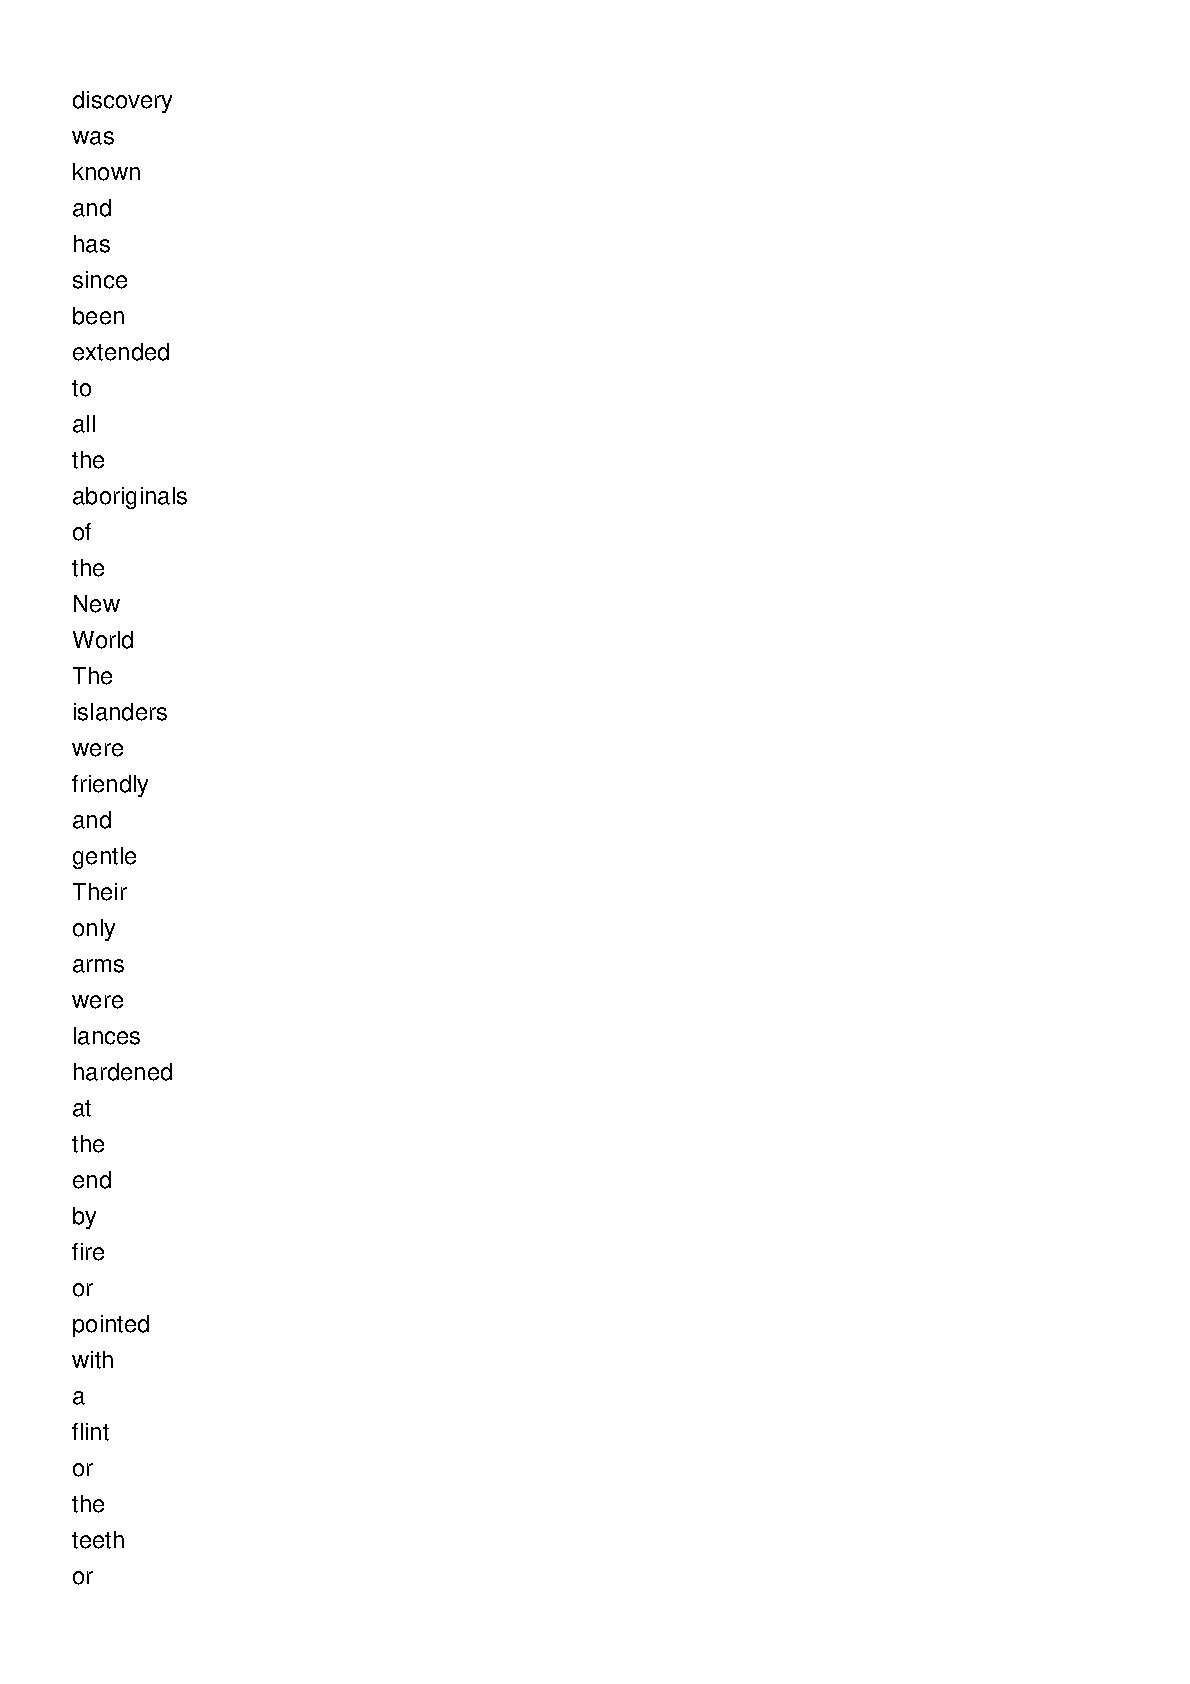 discovery
was
known
and
has
since
been
extended
to
all
the
aboriginals
of
the
New
World
The
islanders
were
friendly
and
gentle
Their
only
arms
were
lances
hardened
at
the
end
by
fire
or
pointed
with
a
flint
or
the
teeth
or